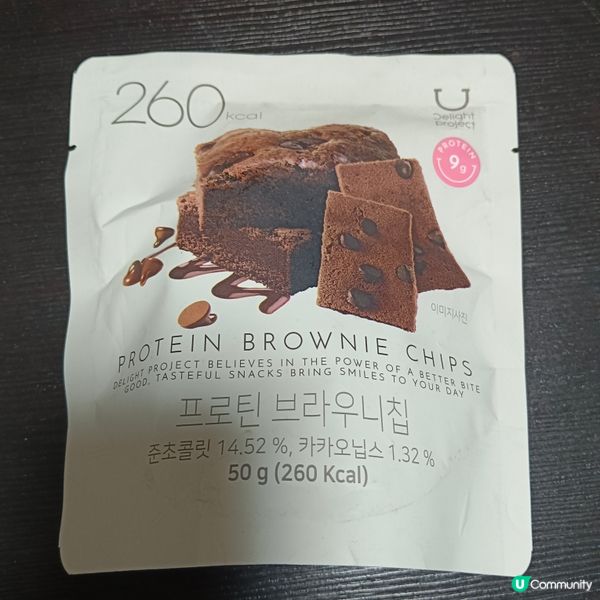 260 kcal
Delight
project
PROTEIN
9g
이미지사진
PROTEIN BROWNIE CHIPS
DELIGHT PROJECT BELIEVES IN THE POWER OF A BETTER BITE
GOOD, TASTEFUL SNACKS BRING SMILES TO YOUR DAY
프로틴 브라우니칩
준초콜릿 14.52 %, 카카오닙스 1.32 %
50 g (260 Kcal)
U Community